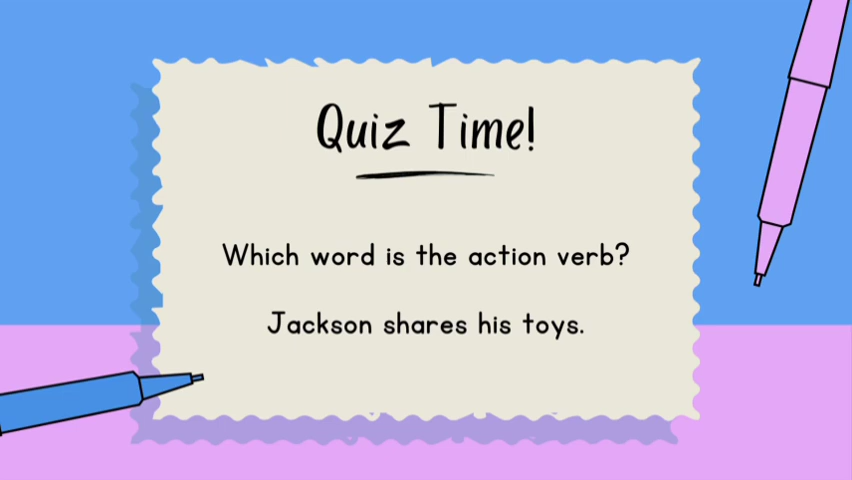 Quiz Time!
Which word is the action verb?
Jackson shares his toys.